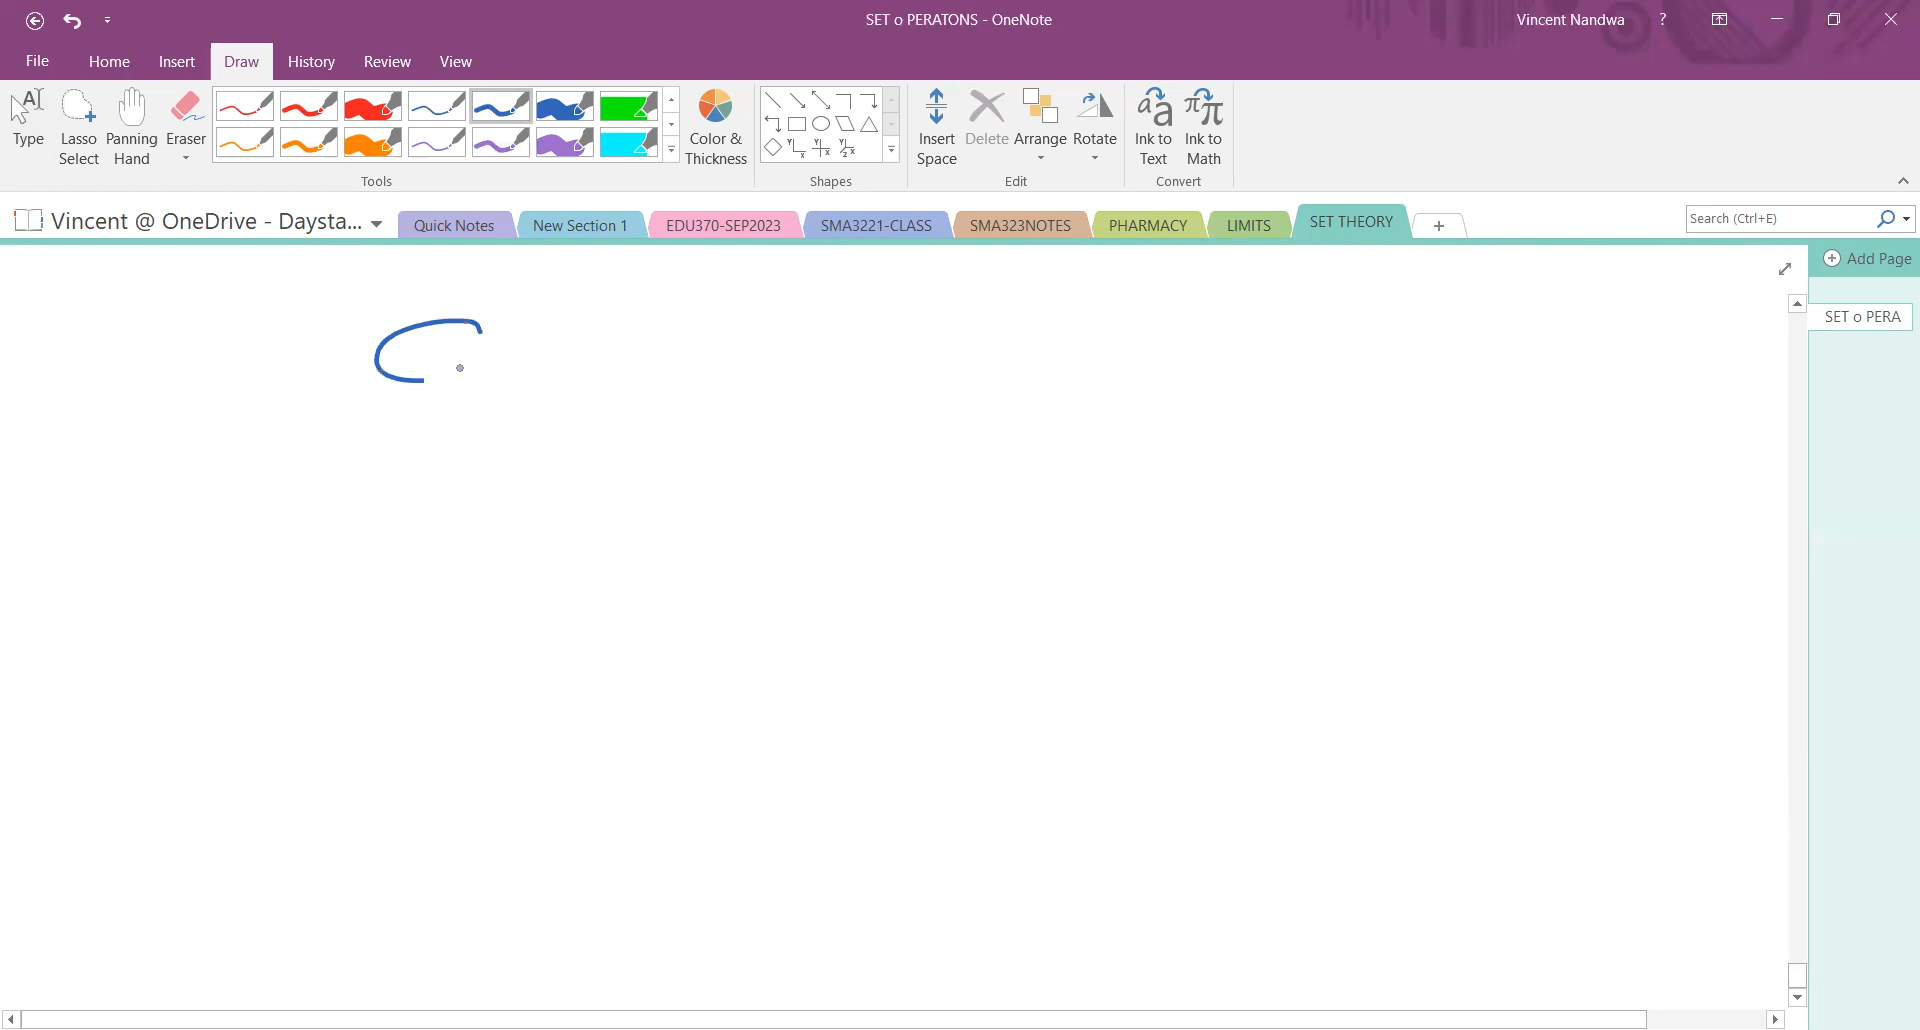 SET o PERATONS - OneNote
Vincent Nandwa
?
File
Home
Insert
Draw
History
Review
View
Type
Lasso
Select
Panning
Hand
Eraser
Color &
Thickness
Insert
Space
Delete
Arrange
Rotate
Ink to
Text
Ink to
Math
Tools
Shapes
Edit
Convert
Vincent @ OneDrive - Daysta...
Quick Notes
New Section 1
EDU370-SEP2023
SMA3221-CLASS
SMA323NOTES
PHARMACY
LIMITS
SET THEORY
Search (Ctrl+E)
Add Page
SET o PERA